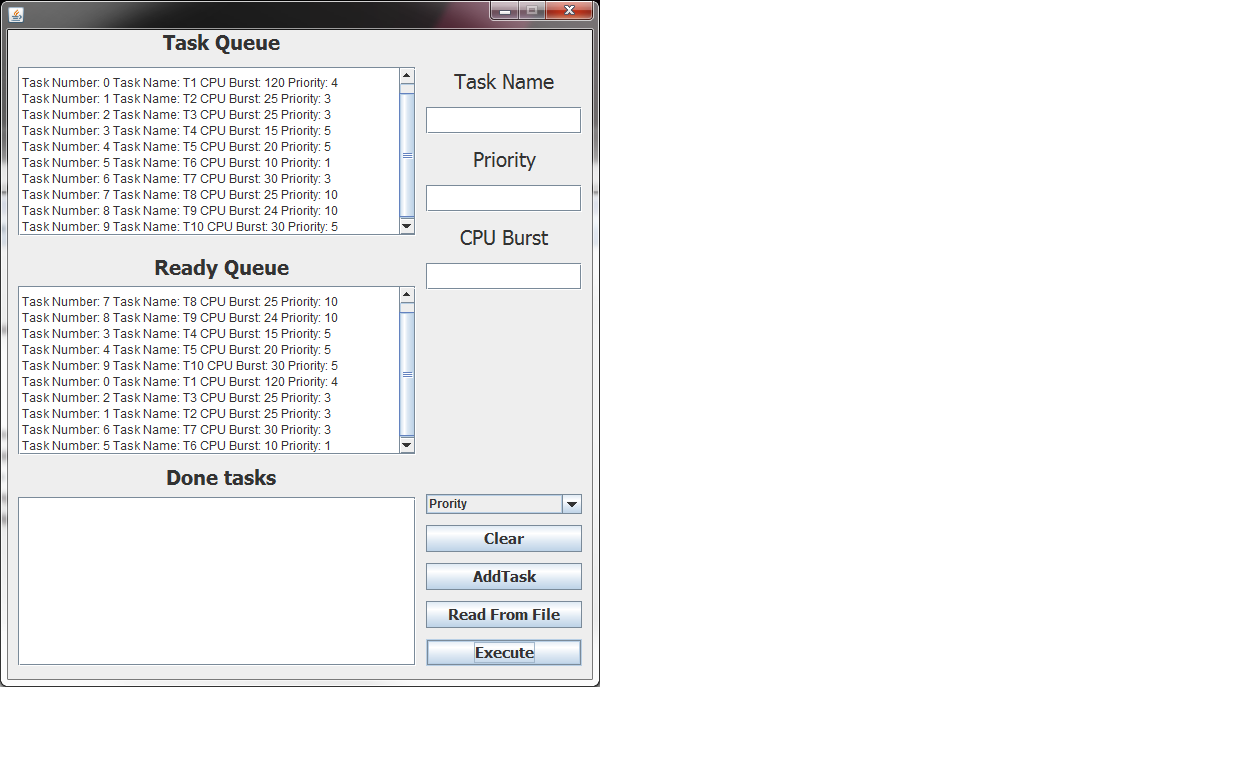 Task Queue
Task Number: 0 Task Name: T1 CPU Burst: 120 Priority: 4
Task Number: 1 Task Name: T2 CPU Burst: 25 Priority: 3
Task Number: 2 Task Name: T3 CPU Burst: 25 Priority: 3
Task Number: 3 Task Name: T4 CPU Burst: 15 Priority: 5
Task Number: 4 Task Name: T5 CPU Burst: 20 Priority: 5
Task Number: 5 Task Name: T6 CPU Burst: 10 Priority: 1
Task Number: 6 Task Name: T7 CPU Burst: 30 Priority: 3
Task Number: 7 Task Name: T8 CPU Burst: 25 Priority: 10
Task Number: 8 Task Name: T9 CPU Burst: 24 Priority: 10
Task Number: 9 Task Name: T10 CPU Burst: 30 Priority: 5
Task Name
Priority
CPU Burst
Ready Queue
Task Number: 7 Task Name: T8 CPU Burst: 25 Priority: 10
Task Number: 8 Task Name: T9 CPU Burst: 24 Priority: 10
Task Number: 3 Task Name: T4 CPU Burst: 15 Priority: 5
Task Number: 4 Task Name: T5 CPU Burst: 20 Priority: 5
Task Number: 9 Task Name: T10 CPU Burst: 30 Priority: 5
Task Number: 0 Task Name: T1 CPU Burst: 120 Priority: 4
Task Number: 2 Task Name: T3 CPU Burst: 25 Priority: 3
Task Number: 1 Task Name: T2 CPU Burst: 25 Priority: 3
Task Number: 6 Task Name: T7 CPU Burst: 30 Priority: 3
Task Number: 5 Task Name: T6 CPU Burst: 10 Priority: 1
Done tasks
Prority
Clear
AddTask
Read From File
Execute